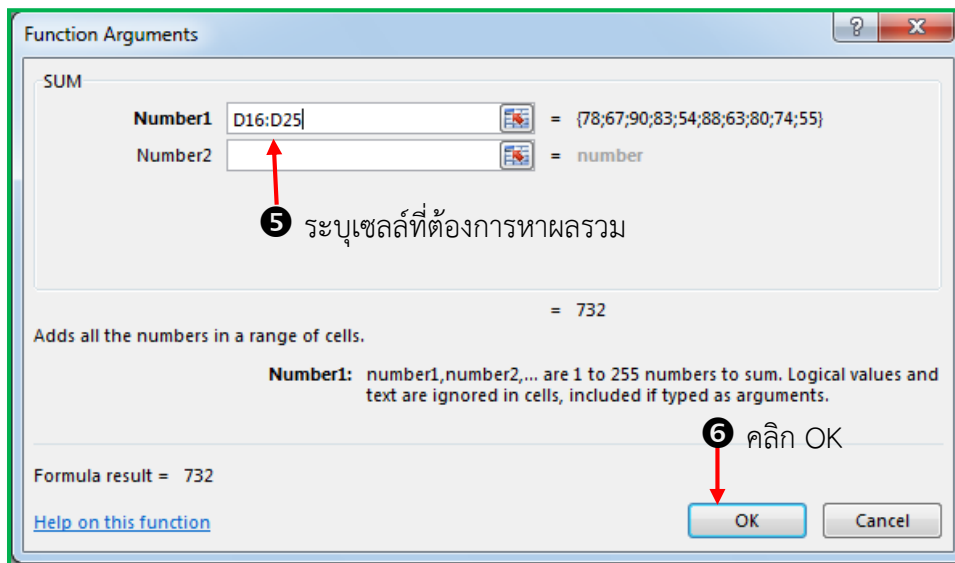 Function Arguments
SUM
Number1 D16:D25 = {78;67;90;83;54;88;63;80;74;55}
Number2 = number
❺ ระบุเซลล์ที่ต้องการหาผลรวม
= 732
Adds all the numbers in a range of cells.
Number1: number1,number2,... are 1 to 255 numbers to sum. Logical values and
text are ignored in cells, included if typed as arguments.
❻ คลิก OK
Formula result = 732
Help on this function OK Cancel